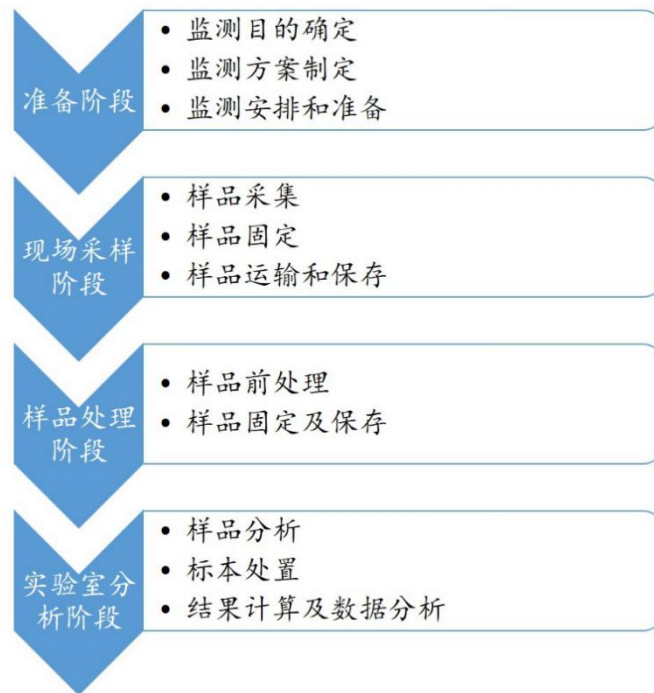 准备阶段
• 监测目的确定
• 监测方案制定
• 监测安排和准备
现场采样
阶段
• 样品采集
• 样品固定
• 样品运输和保存
样品处理
阶段
• 样品前处理
• 样品固定及保存
实验室分
析阶段
• 样品分析
• 标本处置
• 结果计算及数据分析